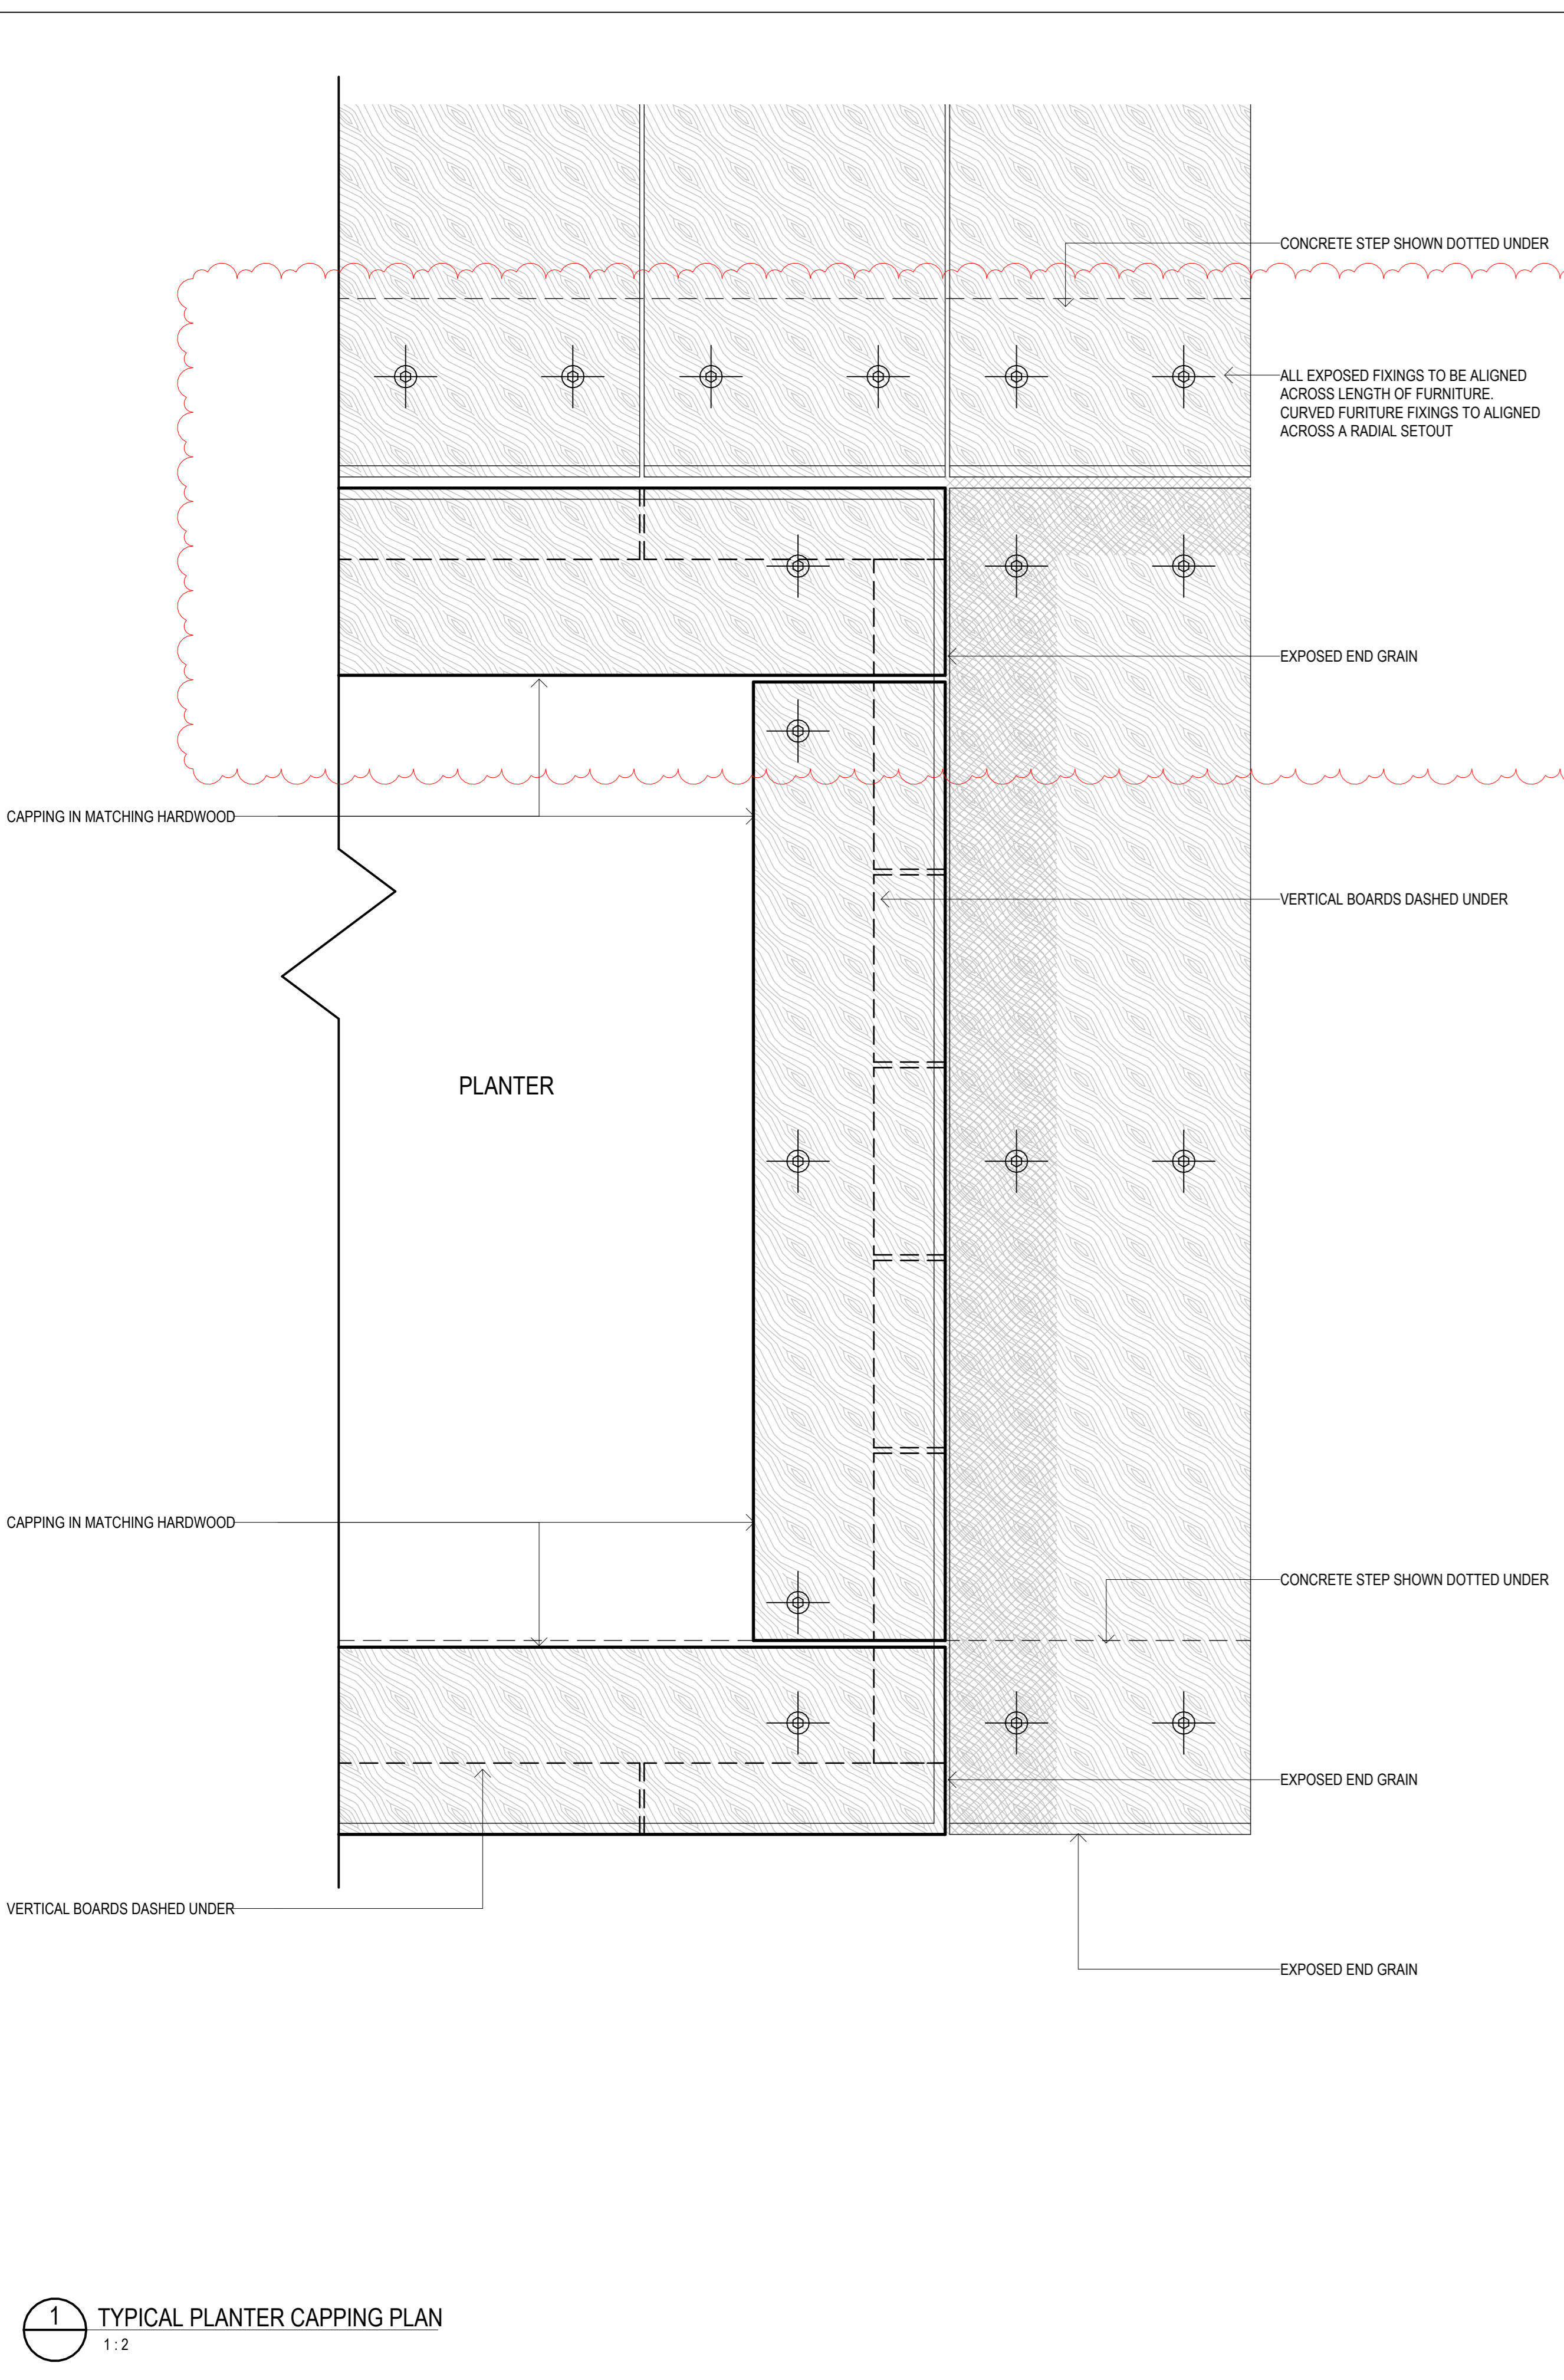 CONCRETE STEP SHOWN DOTTED UNDER
ALL EXPOSED FIXINGS TO BE ALIGNED
ACROSS LENGTH OF FURNITURE.
CURVED FURITURE FIXINGS TO ALIGNED
ACROSS A RADIAL SETOUT
EXPOSED END GRAIN
CAPPING IN MATCHING HARDWOOD
VERTICAL BOARDS DASHED UNDER
PLANTER
CAPPING IN MATCHING HARDWOOD
CONCRETE STEP SHOWN DOTTED UNDER
EXPOSED END GRAIN
VERTICAL BOARDS DASHED UNDER
EXPOSED END GRAIN
1
TYPICAL PLANTER CAPPING PLAN
1 : 2